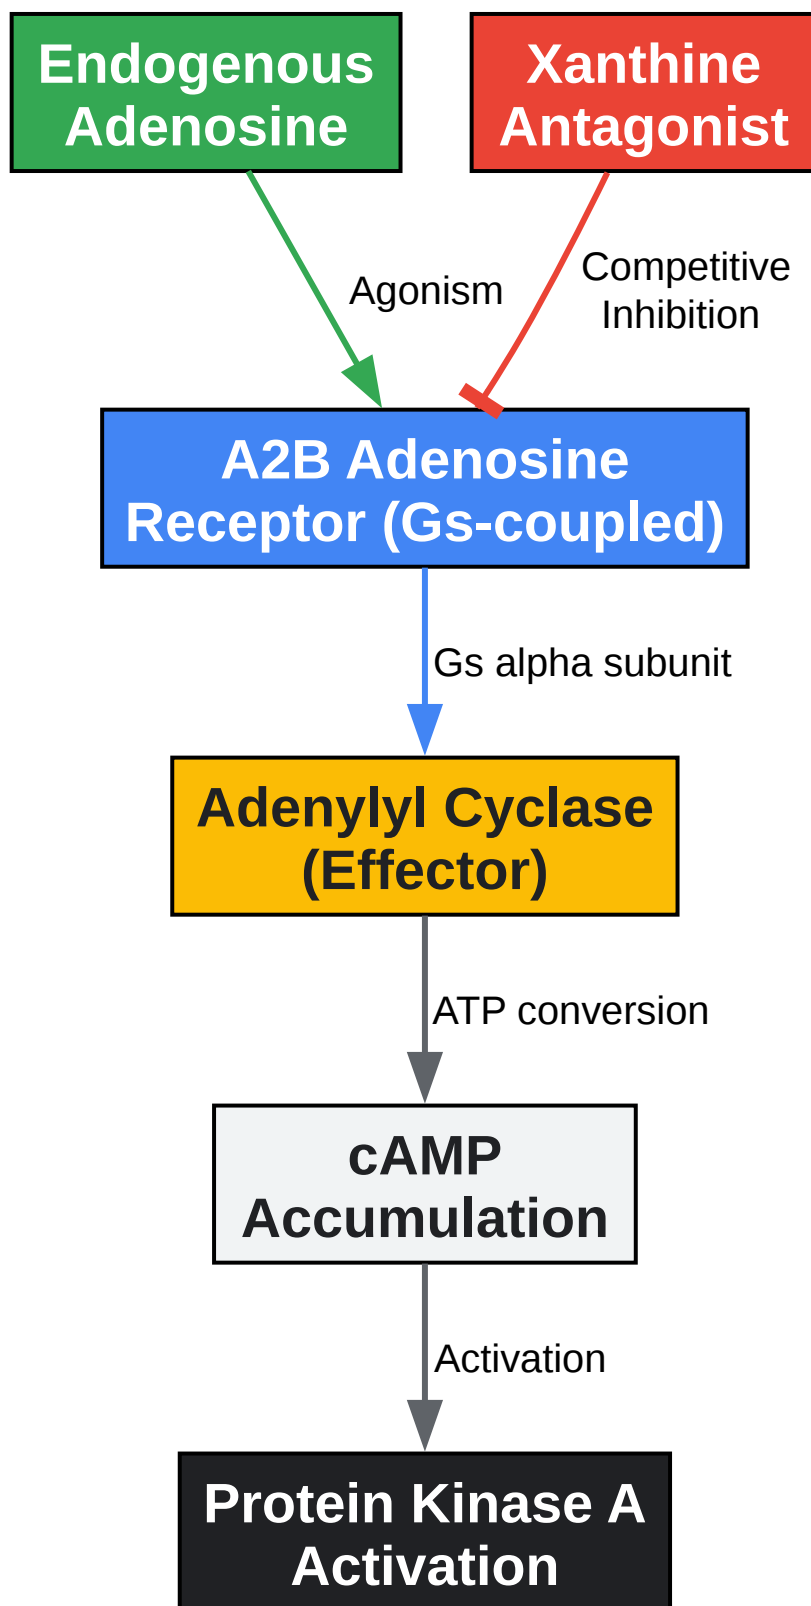 Endogenous
Adenosine
Xanthine
Antagonist
Agonism
Competitive
Inhibition
A2B Adenosine
Receptor (Gs-coupled)
Gs alpha subunit
Adenylyl Cyclase
(Effector)
ATP conversion
cAMP
Accumulation
Activation
Protein Kinase A
Activation